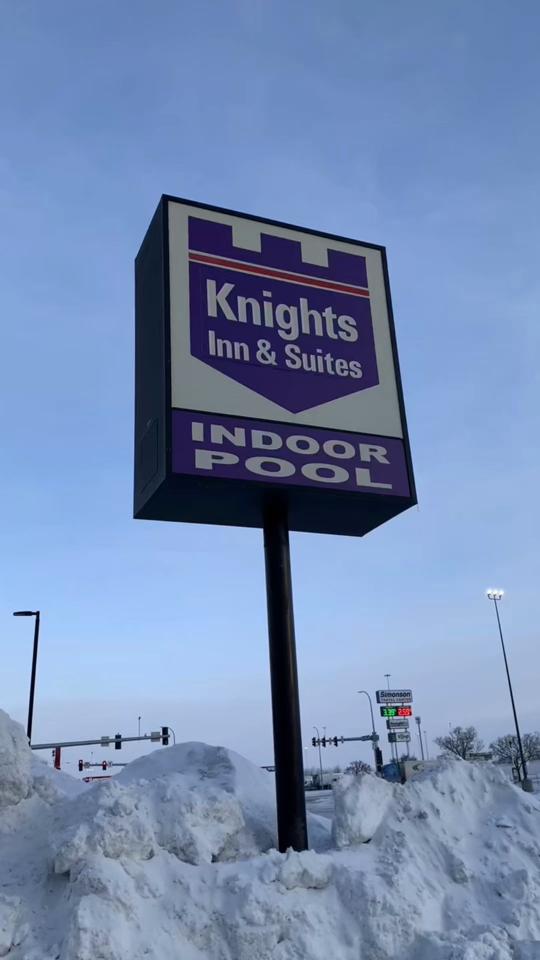 Knights
Inn & Suites
INDOOR
POOL
Simonson